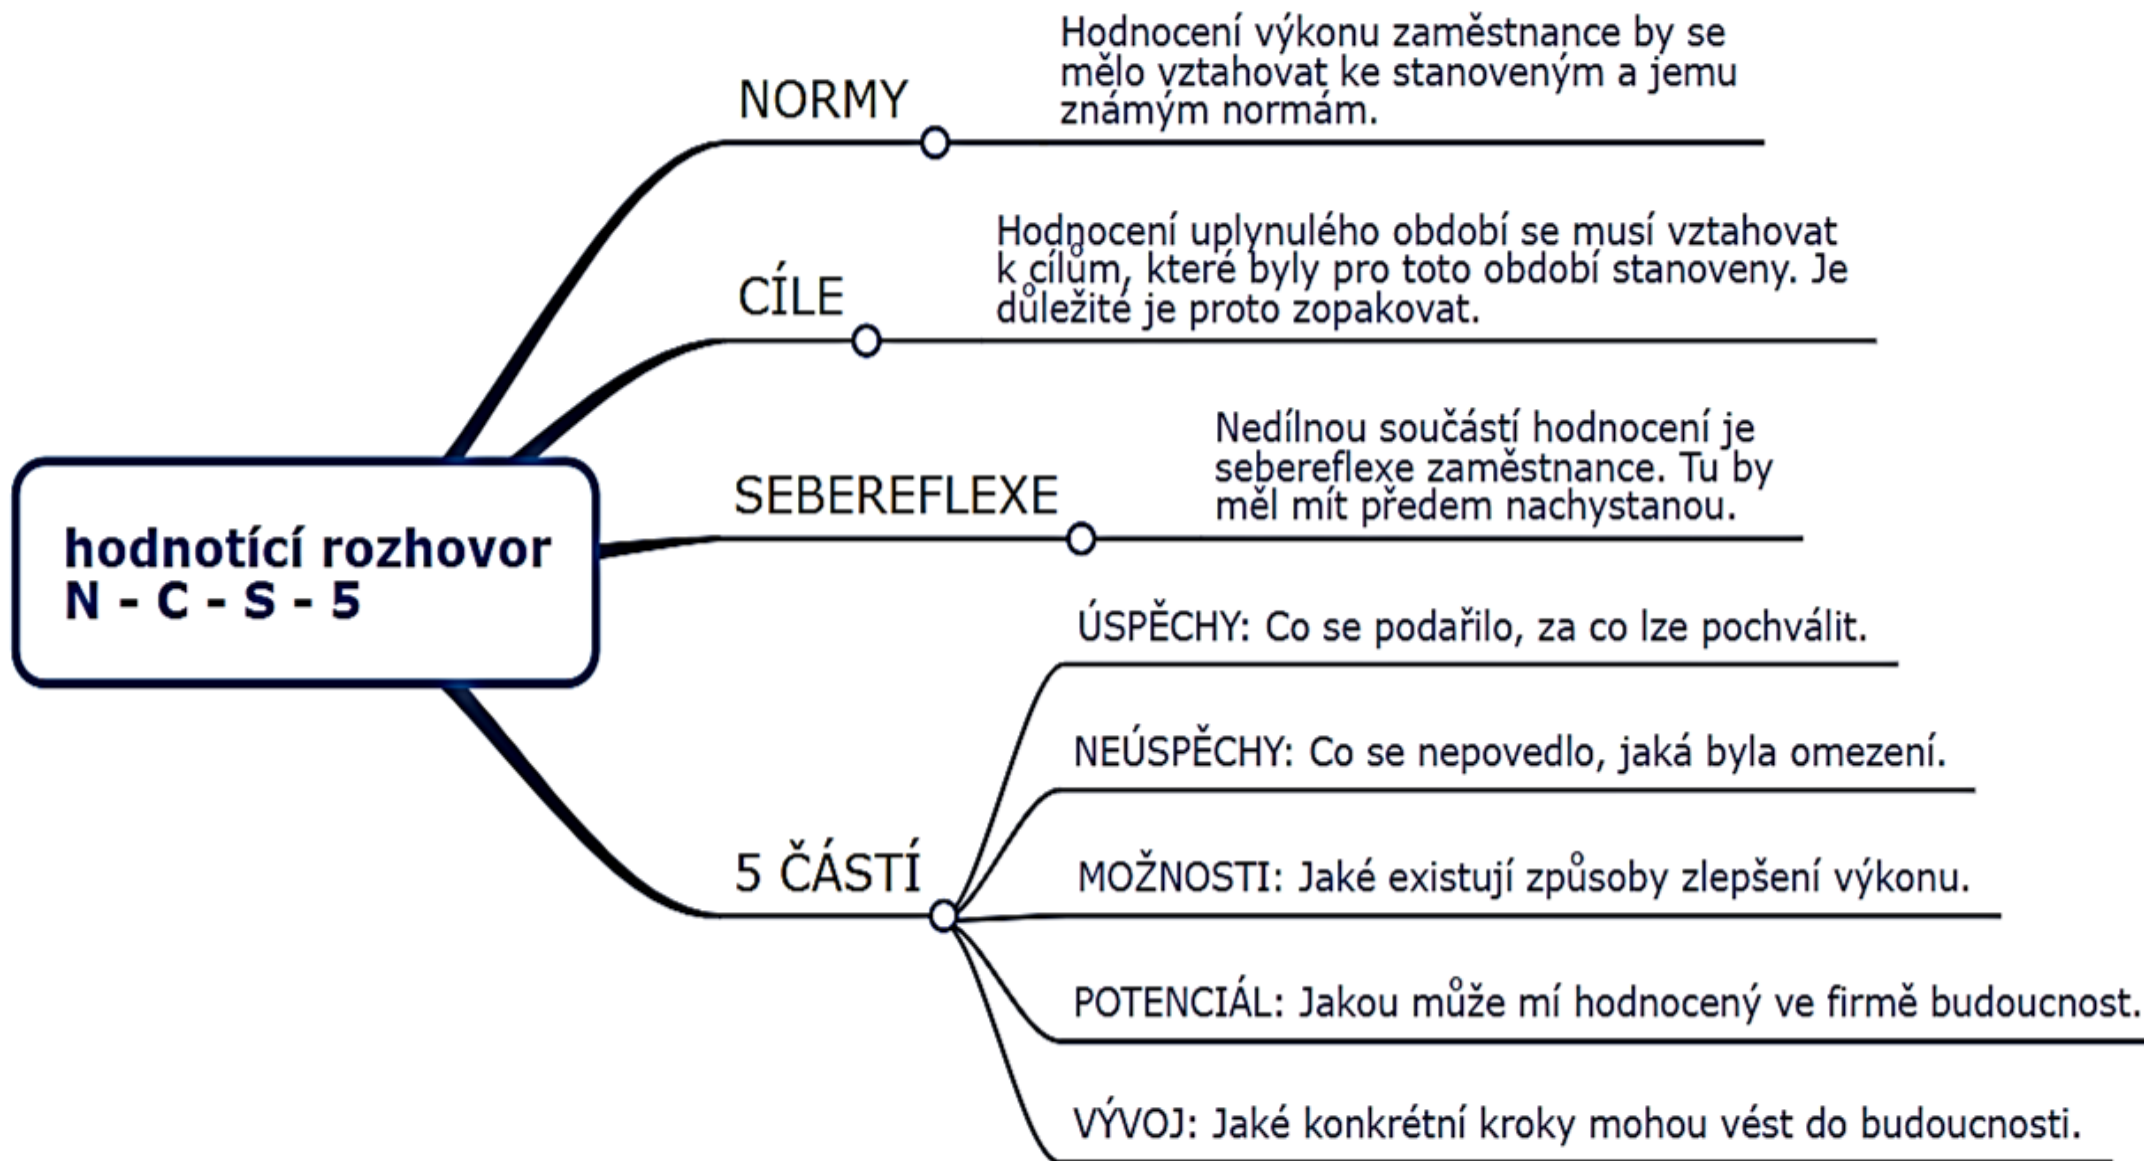 Hodnocení výkonu zaměstnance by se
mělo vztahovat ke stanoveným a jemu
známým normám.
NORMY
Hodnocení uplynulého období se musí vztahovat
k cílům, které byly pro toto období stanoveny. Je
důležité je proto zopakovat.
CÍLE
Nedílnou součástí hodnocení je
sebereflexe zaměstnance. Tu by
měl mít předem nachystanou.
SEBEREFLEXE
hodnotící rozhovor
N - C - S - 5
ÚSPĚCHY: Co se podařilo, za co lze pochválit.
NEÚSPĚCHY: Co se nepovedlo, jaká byla omezení.
5 ČÁSTÍ
MOŽNOSTI: Jaké existují způsoby zlepšení výkonu.
POTENCIÁL: Jakou může mí hodnocený ve firmě budoucnost.
VÝVOJ: Jaké konkrétní kroky mohou vést do budoucnosti.